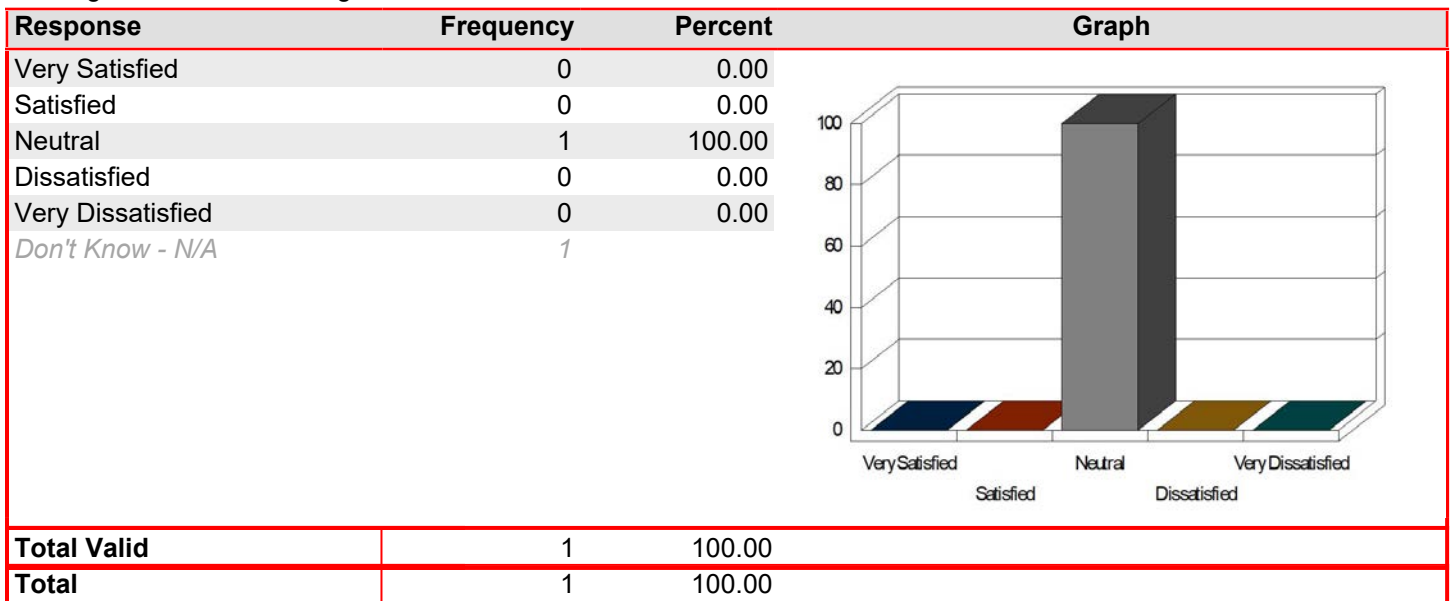 Response Frequency Percent Graph
Very Satisfied 0 0.00
Satisfied 0 0.00
Neutral 1 100.00
Dissatisfied 0 0.00
Very Dissatisfied 0 0.00
Don't Know - N/A 1
100
80
60
40
20
0
Very Satisfied Neutral Very Dissatisfied
Satisfied Dissatisfied
Total Valid 1 100.00
Total 1 100.00